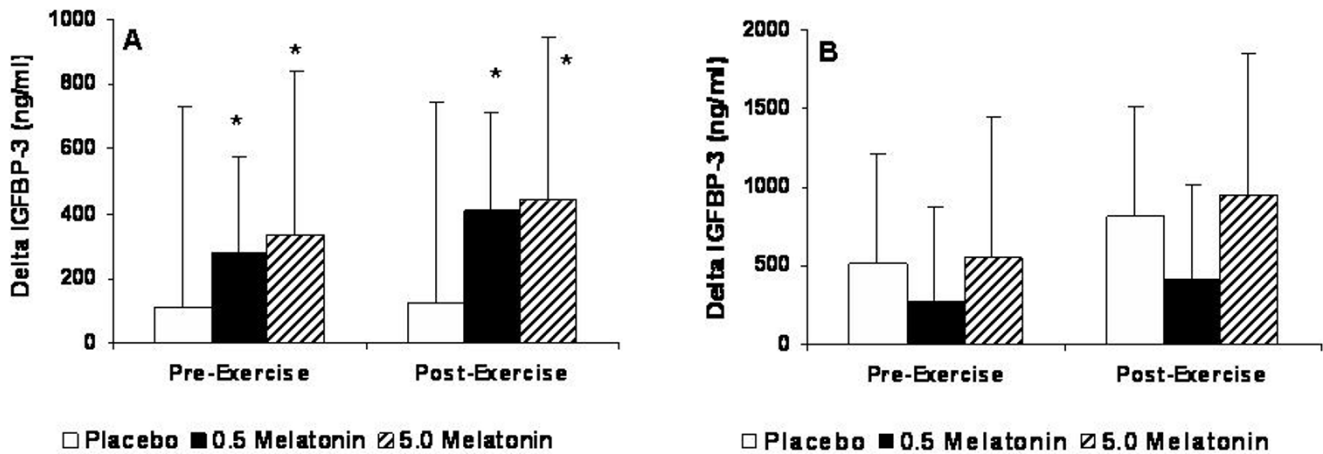 A
Delta IGFBP-3 (ng/ml)
1000
800
600
400
200
0
*
*
*
*
Pre-Exercise
Post-Exercise
Placebo
0.5 Melatonin
5.0 Melatonin
B
Delta IGFBP-3 (ng/ml)
2000
1500
1000
500
0
Pre-Exercise
Post-Exercise
Placebo
0.5 Melatonin
5.0 Melatonin